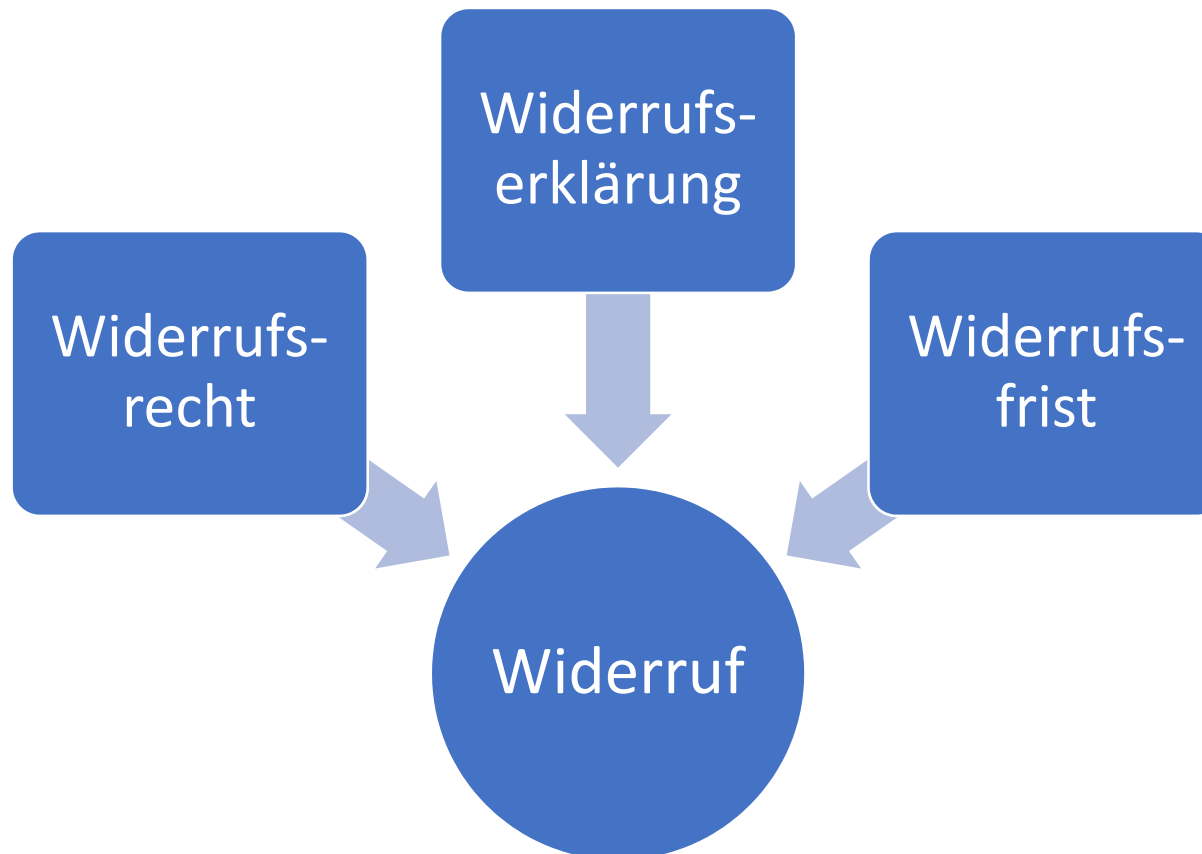 Widerrufs-
erklärung
Widerrufs-
recht
Widerrufs-
frist
Widerruf